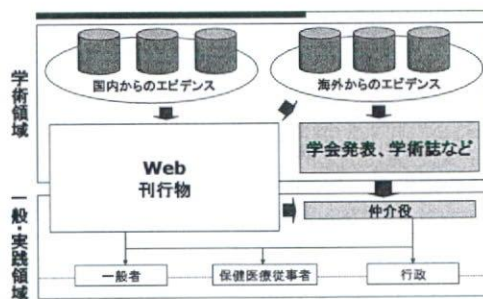 学術領域
国内からのエビデンス
海外からのエビデンス
Web
刊行物
学会発表、学術誌など
仲介役
一般・実践領域
一般者
保健医療従事者
行政